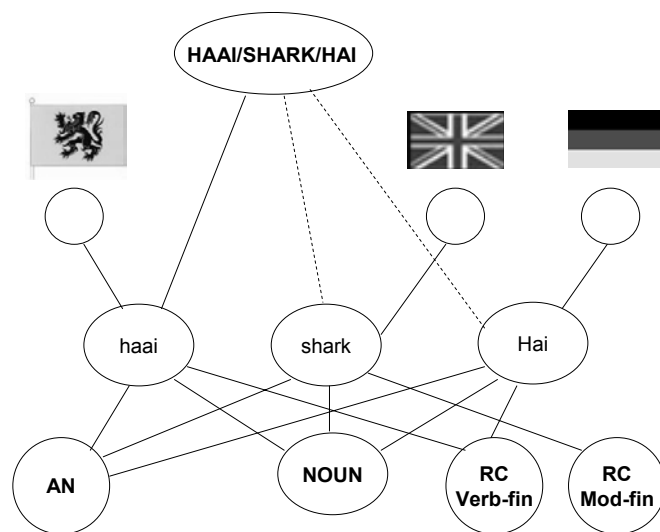 HAAI/SHARK/HAI
haai
shark
Hai
AN
NOUN
RC
Verb-fin
RC
Mod-fin